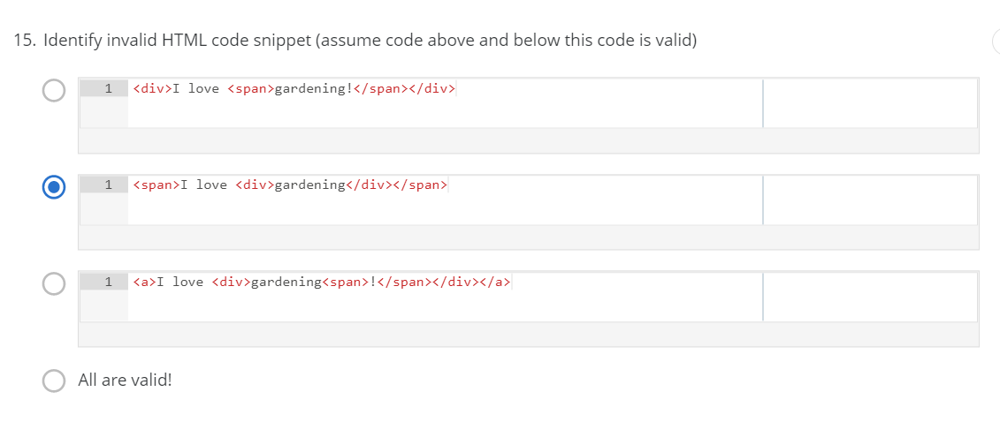 15. Identify invalid HTML code snippet (assume code above and below this code is valid)
1 <div>I love <span>gardening!</span></div>
1 <span>I love <div>gardening</div></span>
1 <a>I love <div>gardening<span>!</span></div></a>
All are valid!